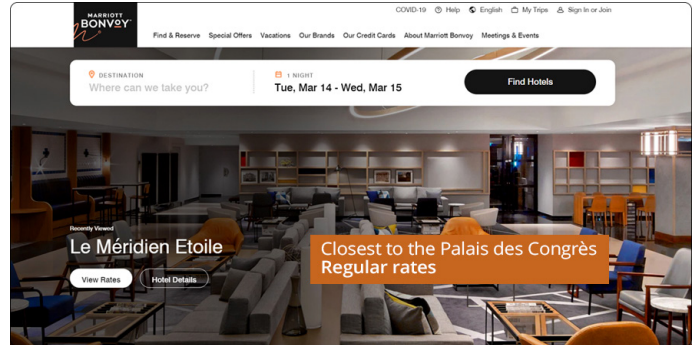 COVID-19 Help English My Trips Sign In or Join
MARRIOTT
BONVOY
Find & Reserve Special Offers Vacations Our Brands Our Credit Cards About Marriott Bonvoy Meetings & Events
DESTINATION
Where can we take you?
1 NIGHT
Tue, Mar 14 - Wed, Mar 15
Find Hotels
Recently Viewed
Le Méridien Etoile
Closest to the Palais des Congrès
Regular rates
View Rates Hotel Details